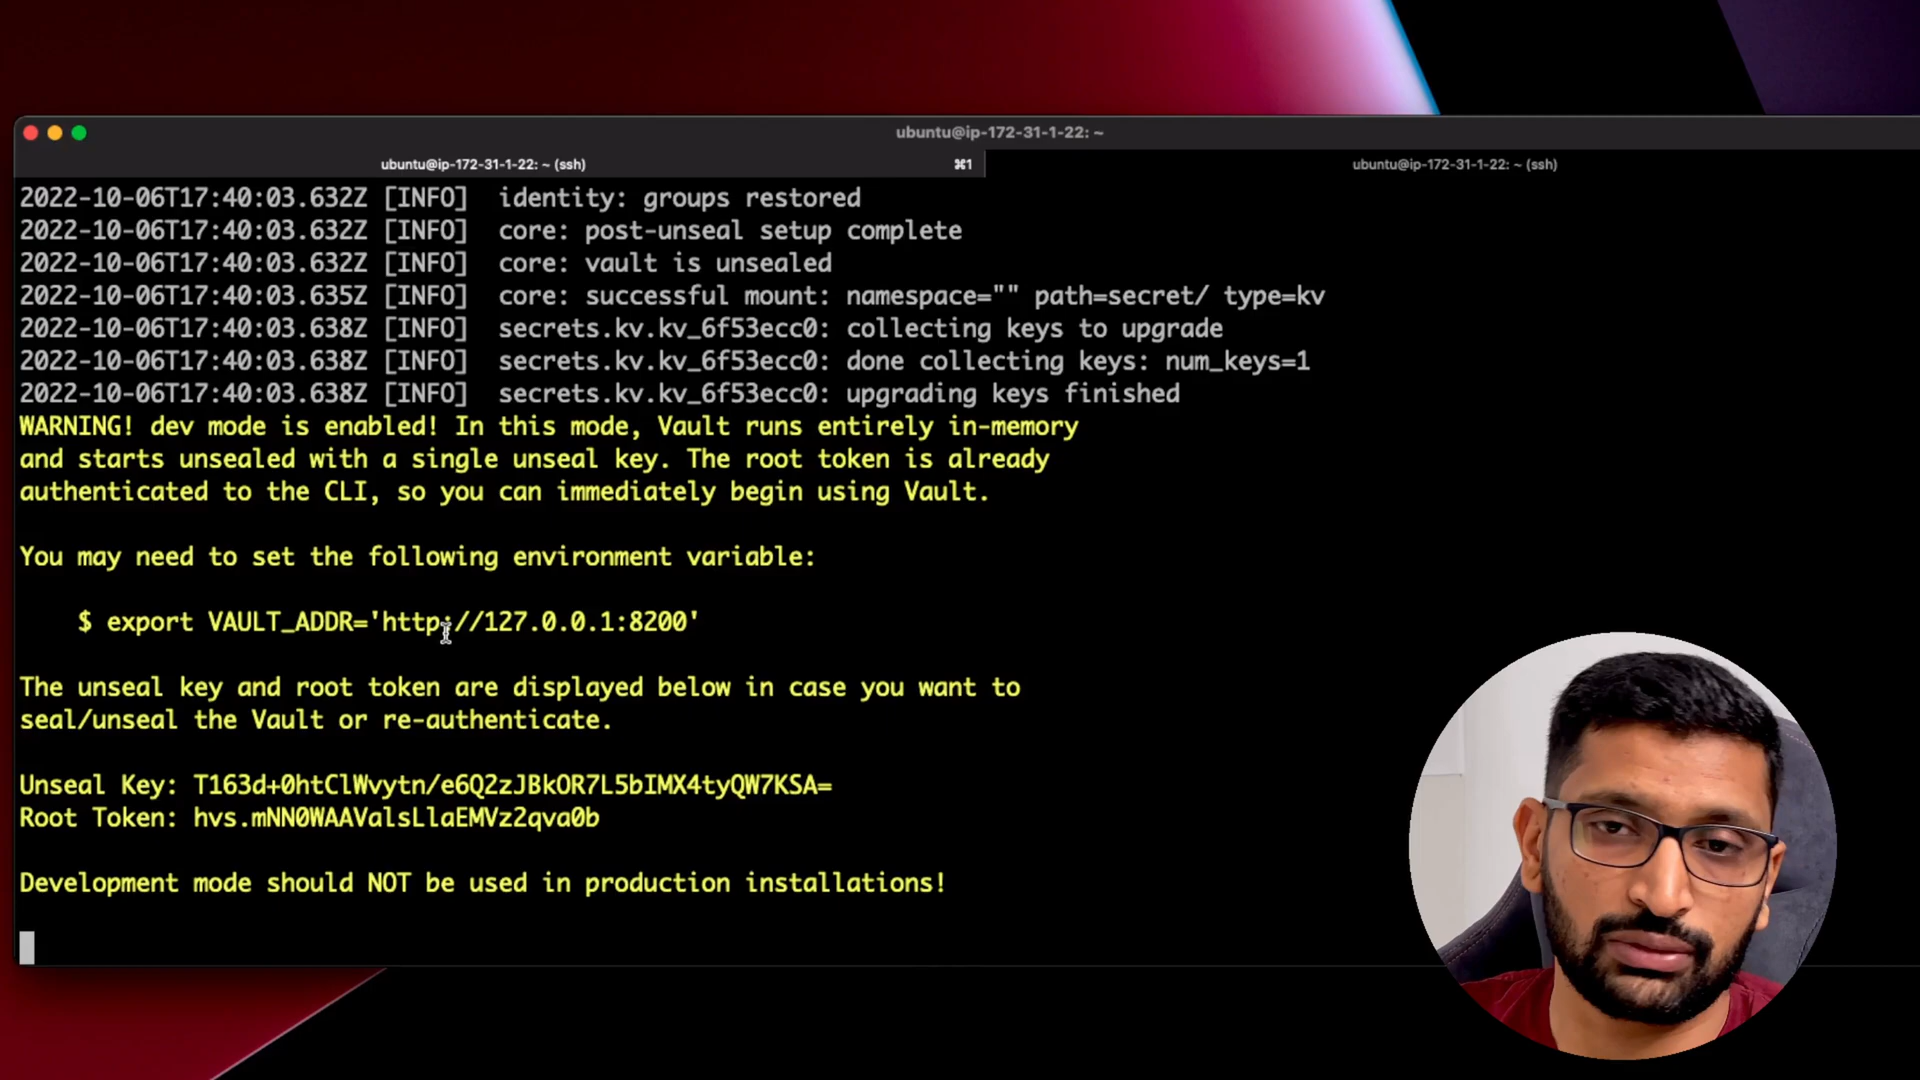 ubuntu@ip-172-31-1-22: ~
ubuntu@ip-172-31-1-22: ~ (ssh)
⌘1
ubuntu@ip-172-31-1-22: ~ (ssh)
2022-10-06T17:40:03.632Z [INFO]  identity: groups restored
2022-10-06T17:40:03.632Z [INFO]  core: post-unseal setup complete
2022-10-06T17:40:03.632Z [INFO]  core: vault is unsealed
2022-10-06T17:40:03.635Z [INFO]  core: successful mount: namespace="" path=secret/ type=kv
2022-10-06T17:40:03.638Z [INFO]  secrets.kv.kv_6f53ecc0: collecting keys to upgrade
2022-10-06T17:40:03.638Z [INFO]  secrets.kv.kv_6f53ecc0: done collecting keys: num_keys=1
2022-10-06T17:40:03.638Z [INFO]  secrets.kv.kv_6f53ecc0: upgrading keys finished
WARNING! dev mode is enabled! In this mode, Vault runs entirely in-memory
and starts unsealed with a single unseal key. The root token is already
authenticated to the CLI, so you can immediately begin using Vault.
You may need to set the following environment variable:
$ export VAULT_ADDR='http://127.0.0.1:8200'
The unseal key and root token are displayed below in case you want to
seal/unseal the Vault or re-authenticate.
Unseal Key: T163d+0htClWvytn/e6Q2zJBkOR7L5bIMX4tyQW7KSA=
Root Token: hvs.mNN0WAAValsLlaEMVz2qva0b
Development mode should NOT be used in production installations!